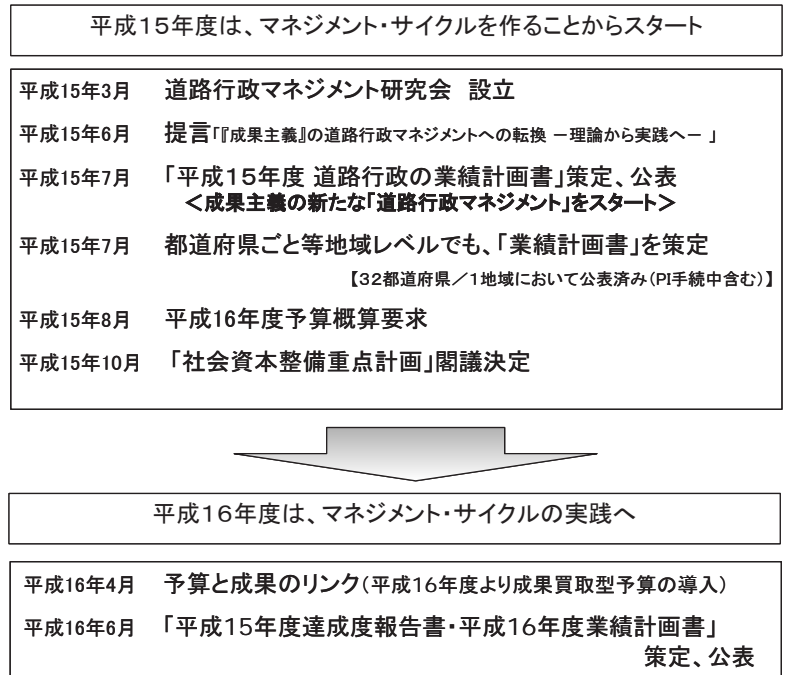 平成15年度は、マネジメント・サイクルを作ることからスタート
平成15年3月 道路行政マネジメント研究会 設立
平成15年6月 提言「『成果主義』の道路行政マネジメントへの転換 －理論から実践へ－ 」
平成15年7月 「平成15年度 道路行政の業績計画書」策定、公表
＜成果主義の新たな「道路行政マネジメント」をスタート＞
平成15年7月 都道府県ごと等地域レベルでも、「業績計画書」を策定
【32都道府県／1地域において公表済み（PI手続中含む）】
平成15年8月 平成16年度予算概算要求
平成15年10月 「社会資本整備重点計画」閣議決定
平成16年度は、マネジメント・サイクルの実践へ
平成16年4月 予算と成果のリンク（平成16年度より成果買取型予算の導入）
平成16年6月 「平成15年度達成度報告書・平成16年度業績計画書」
策定、公表